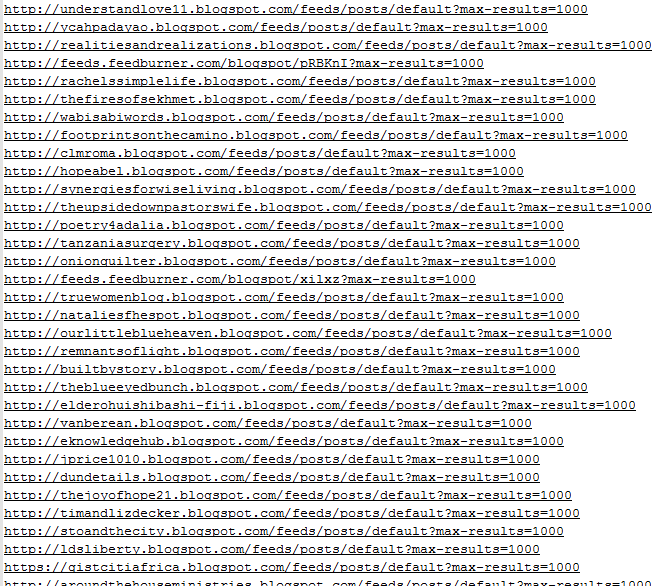 http://understandlove11.blogspot.com/feeds/posts/default?max-results=1000
http://ycahpadayao.blogspot.com/feeds/posts/default?max-results=1000
http://realitiesandrealizations.blogspot.com/feeds/posts/default?max-results=1000
http://feeds.feedburner.com/blogspot/pRBKnI?max-results=1000
http://rachelssimplelife.blogspot.com/feeds/posts/default?max-results=1000
http://thefiresofsekhmet.blogspot.com/feeds/posts/default?max-results=1000
http://wabisabiwords.blogspot.com/feeds/posts/default?max-results=1000
http://footprintsonthecamino.blogspot.com/feeds/posts/default?max-results=1000
http://clmroma.blogspot.com/feeds/posts/default?max-results=1000
http://hopeabel.blogspot.com/feeds/posts/default?max-results=1000
http://synergiesforwiseliving.blogspot.com/feeds/posts/default?max-results=1000
http://theupsidedownpastorswife.blogspot.com/feeds/posts/default?max-results=1000
http://poetry4adalia.blogspot.com/feeds/posts/default?max-results=1000
http://tanzaniasurgery.blogspot.com/feeds/posts/default?max-results=1000
http://onionquilter.blogspot.com/feeds/posts/default?max-results=1000
http://feeds.feedburner.com/blogspot/xilxz?max-results=1000
http://truewomenblog.blogspot.com/feeds/posts/default?max-results=1000
http://nataliesfhespot.blogspot.com/feeds/posts/default?max-results=1000
http://ourlittleblueheaven.blogspot.com/feeds/posts/default?max-results=1000
http://remnantsoflight.blogspot.com/feeds/posts/default?max-results=1000
http://builtbystory.blogspot.com/feeds/posts/default?max-results=1000
http://theblueeyedbunch.blogspot.com/feeds/posts/default?max-results=1000
http://elderohuishibashi-fiji.blogspot.com/feeds/posts/default?max-results=1000
http://vanberean.blogspot.com/feeds/posts/default?max-results=1000
http://eknowledgehub.blogspot.com/feeds/posts/default?max-results=1000
http://jprice1010.blogspot.com/feeds/posts/default?max-results=1000
http://dundetails.blogspot.com/feeds/posts/default?max-results=1000
http://thejoyofhope21.blogspot.com/feeds/posts/default?max-results=1000
http://timandlizdecker.blogspot.com/feeds/posts/default?max-results=1000
http://stoandthecity.blogspot.com/feeds/posts/default?max-results=1000
http://ldsliberty.blogspot.com/feeds/posts/default?max-results=1000
https://gistcitiafrica.blogspot.com/feeds/posts/default?max-results=1000
http://aroundthehouseministries.blogspot.com/feeds/posts/default?max-results=1000